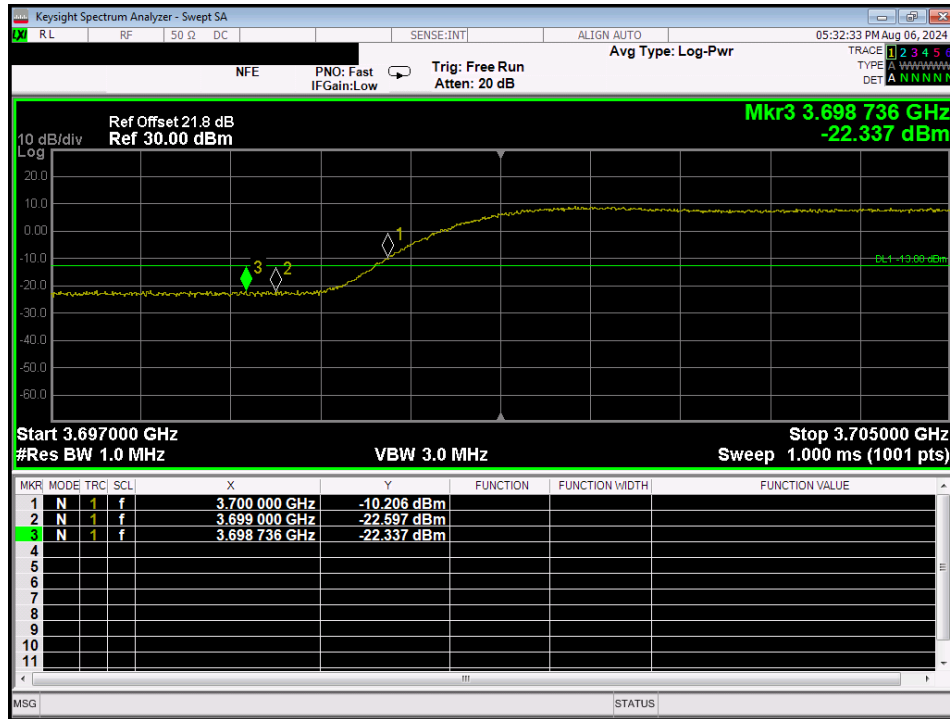 Keysight Spectrum Analyzer - Swept SA
LXI RL RF 50 Ω DC SENSE:INT ALIGN AUTO 05:32:33 PM Aug 06, 2024
NFE PNO: Fast IFGain:Low Trig: Free Run Atten: 20 dB Avg Type: Log-Pwr
TRACE 1 2 3 4 5 6
TYPE A WWWWW
DET A N N N N N
Mkr3 3.698 736 GHz
-22.337 dBm
Ref Offset 21.8 dB
10 dB/div Ref 30.00 dBm
Log
20.0
10.0
0.00
-10.0
-20.0
-30.0
-40.0
-50.0
-60.0
1
2
3
DL1 -13.00 dBm
Start 3.697000 GHz Stop 3.705000 GHz
#Res BW 1.0 MHz VBW 3.0 MHz Sweep 1.000 ms (1001 pts)
MKR MODE TRC SCL X Y FUNCTION FUNCTION WIDTH FUNCTION VALUE
1 N 1 f 3.700 000 GHz -10.206 dBm
2 N 1 f 3.699 000 GHz -22.597 dBm
3 N 1 f 3.698 736 GHz -22.337 dBm
4
5
6
7
8
9
10
11
MSG STATUS